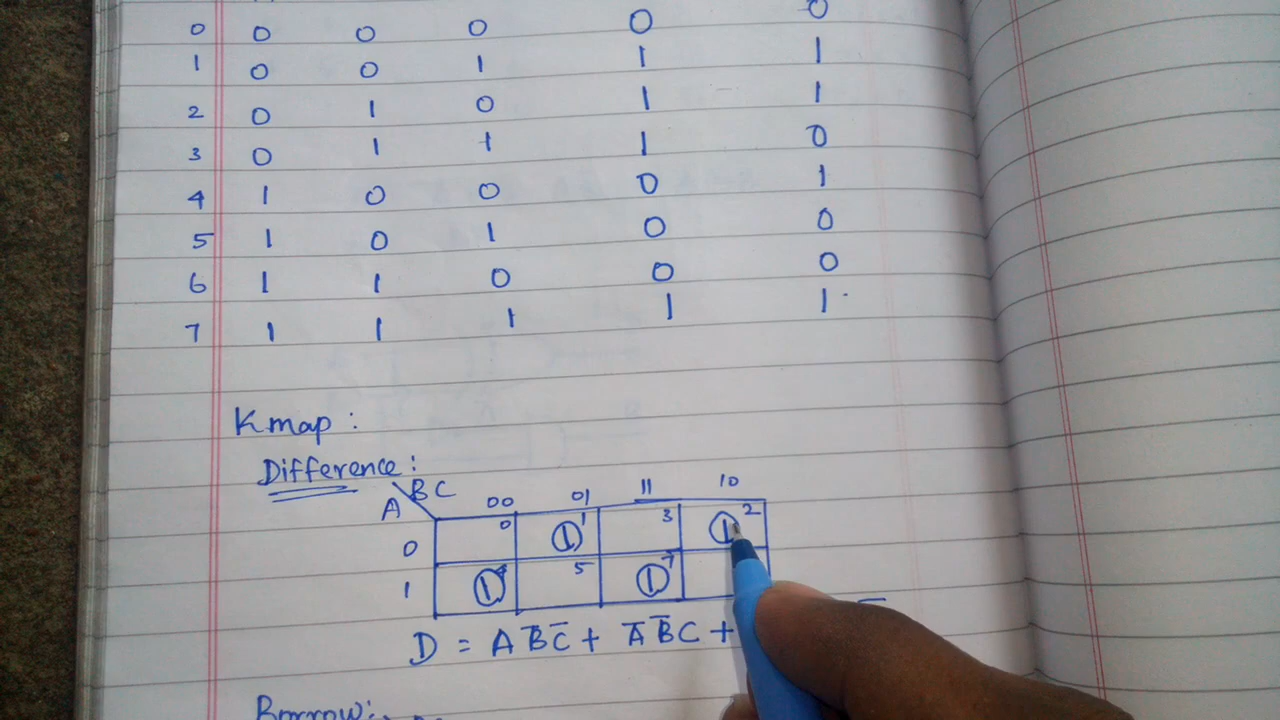 0 0 0 0 0 0
1 0 0 1 1 1
2 0 1 0 1 1
3 0 1 1 1 0
4 1 0 0 0 1
5 1 0 1 0 0
6 1 1 0 0 0
7 1 1 1 1 1
K map :
Difference :
A BC 00 01 11 10
0 0 1 1 3 1 2
1 1 4 5 1 7
D = A B̅ C̅ + A̅ B̅ C +
Borrow :